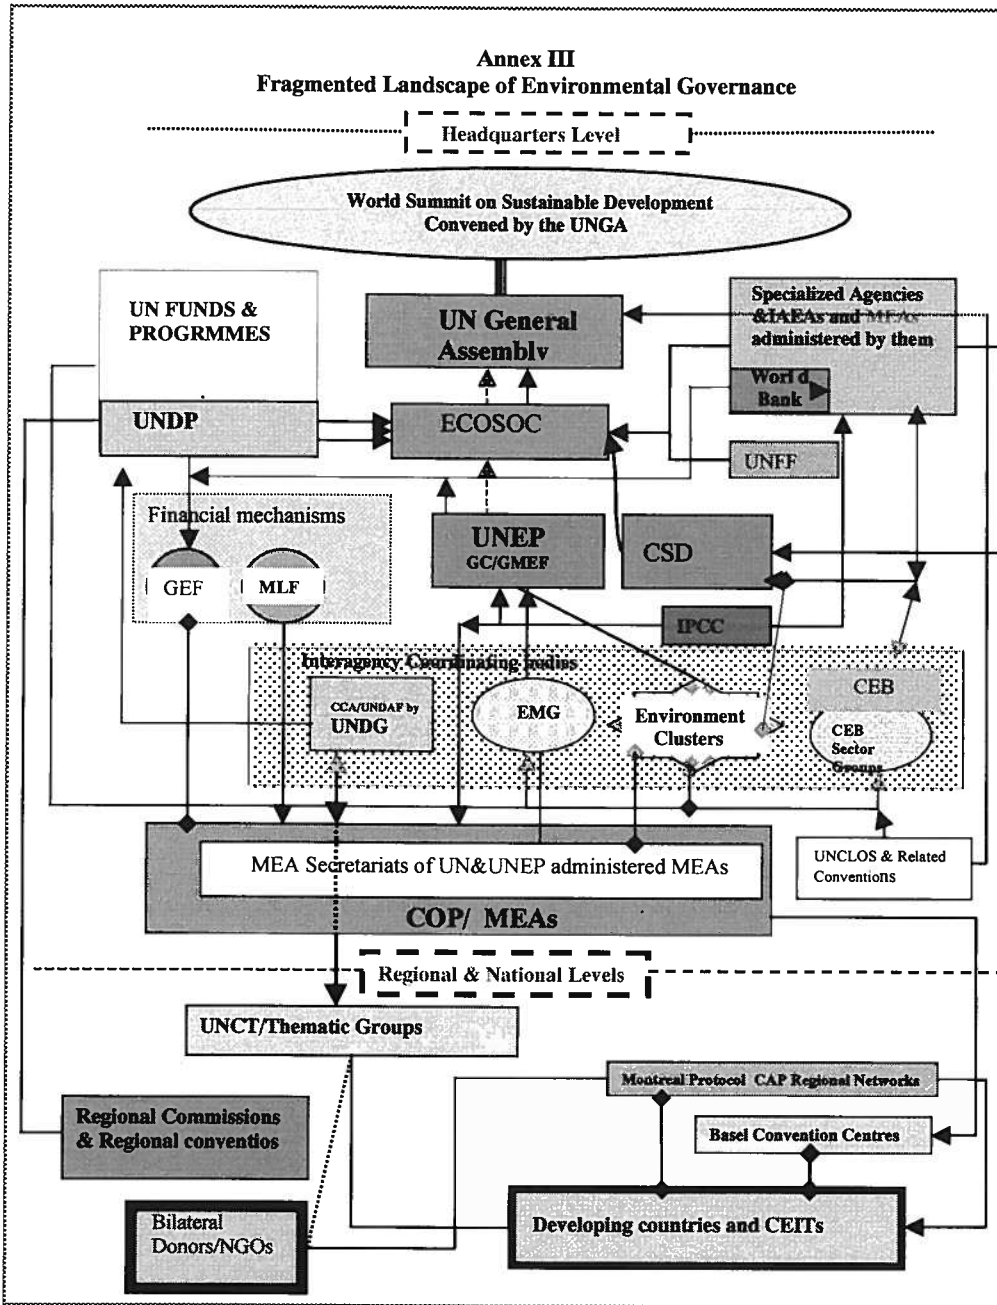 Annex III
Fragmented Landscape of Environmental Governance
Headquarters Level
World Summit on Sustainable Development
Convened by the UNGA
UN FUNDS &
PROGRMMES
UNDP
UN General
Assembly
ECOSOC
Specialized Agencies
&IAEAs and MEAs
administered by them
World
Bank
UNFF
Financial mechanisms
GEF
MLF
UNEP
GC/GMEF
CSD
IPCC
Interagency Coordinating bodies
CCA/UNDAF by
UNDG
EMG
Environment
Clusters
CEB
CEB
Sector
Groups
MEA Secretariats of UN&UNEP administered MEAs
COP/ MEAs
UNCLOS & Related
Conventions
Regional & National Levels
UNCT/Thematic Groups
Montreal Protocol CAP Regional Networks
Regional Commissions
& Regional conventios
Basel Convention Centres
Bilateral
Donors/NGOs
Developing countries and CEITs